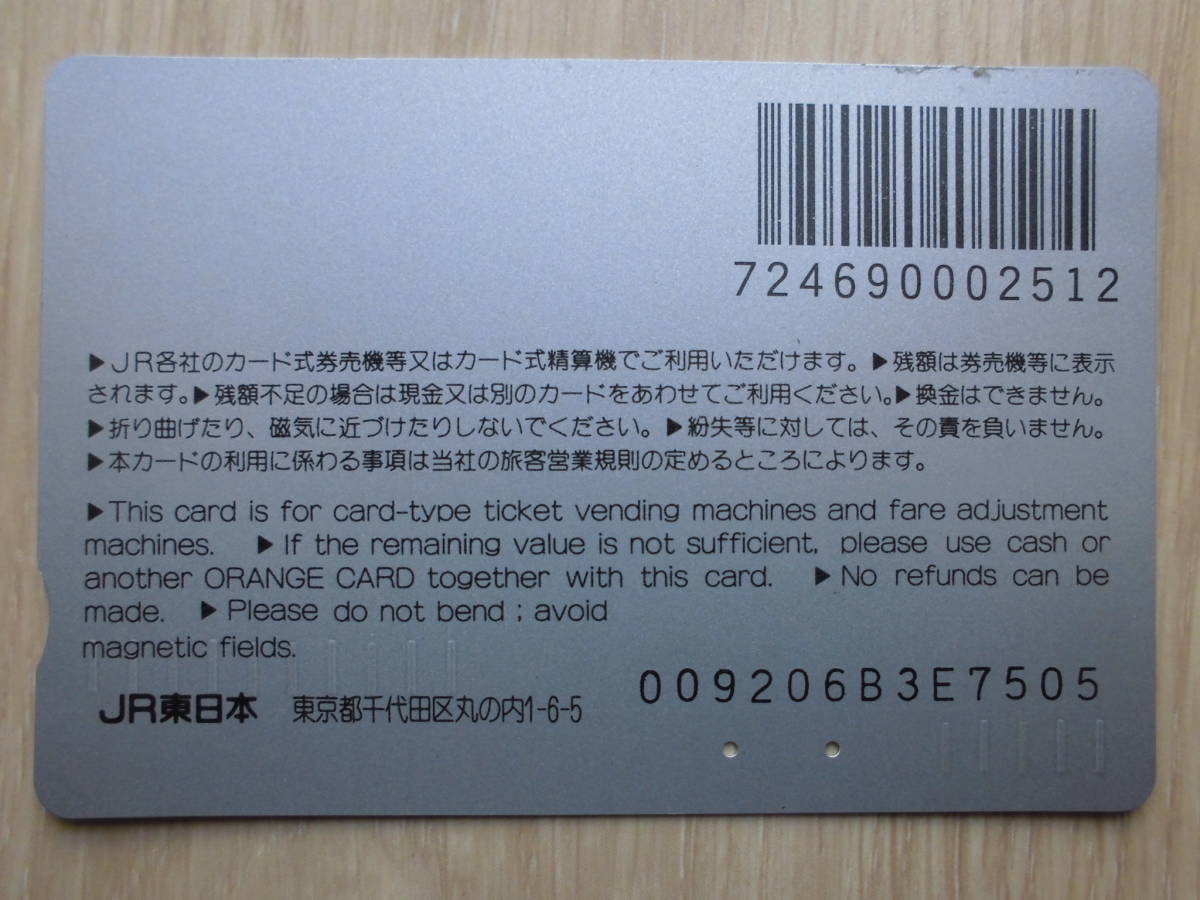 724690002512
▶JR各社のカード式券売機等又はカード式精算機でご利用いただけます。▶残額は券売機等に表示
されます。▶残額不足の場合は現金又は別のカードをあわせてご利用ください。▶換金はできません。
▶折り曲げたり、磁気に近づけたりしないでください。▶紛失等に対しては、その責を負いません。
▶本カードの利用に係わる事項は当社の旅客営業規則の定めるところによります。
▶This card is for card-type ticket vending machines and fare adjustment
machines. ▶If the remaining value is not sufficient, please use cash or
another ORANGE CARD together with this card. ▶No refunds can be
made. ▶Please do not bend; avoid
magnetic fields.
009206B3E7505
JR東日本 東京都千代田区丸の内1-6-5